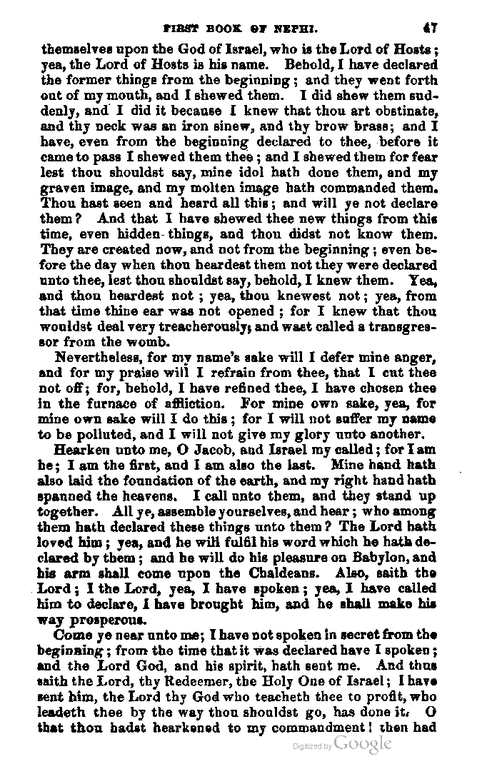 FIRST BOOK OF NEPHI. 47
themselves upon the God of Israel, who is the Lord of Hosts;
yea, the Lord of Hosts is his name. Behold, I have declared
the former things from the beginning; and they went forth
out of my mouth, and I shewed them. I did shew them sud-
denly, and I did it because I knew that thou art obstinate,
and thy neck was an iron sinew, and thy brow brass; and I
have, even from the beginning declared to thee, before it
came to pass I shewed them thee; and I shewed them for fear
lest thou shouldst say, mine idol hath done them, and my
graven image, and my molten image hath commanded them.
Thou hast seen and heard all this; and will ye not declare
them? And that I have shewed thee new things from this
time, even hidden things, and thou didst not know them.
They are created now, and not from the beginning; even be-
fore the day when thou heardest them not they were declared
unto thee, lest thou shouldst say, behold, I knew them. Yea,
and thou heardest not; yea, thou knewest not; yea, from
that time thine ear was not opened; for I knew that thou
wouldst deal very treacherously; and wast called a transgres-
sor from the womb.
Nevertheless, for my name's sake will I defer mine anger,
and for my praise will I refrain from thee, that I cut thee
not off; for, behold, I have refined thee, I have chosen thee
in the furnace of affliction. For mine own sake, yea, for
mine own sake will I do this; for I will not suffer my name
to be polluted, and I will not give my glory unto another.
Hearken unto me, O Jacob, and Israel my called; for I am
he; I am the first, and I am also the last. Mine hand hath
also laid the foundation of the earth, and my right hand hath
spanned the heavens. I call unto them, and they stand up
together. All ye, assemble yourselves, and hear; who among
them hath declared these things unto them? The Lord hath
loved him; yea, and he will fulfil his word which he hath de-
clared by them; and he will do his pleasure on Babylon, and
his arm shall come upon the Chaldeans. Also, saith the
Lord; I the Lord, yea, I have spoken; yea, I have called
him to declare, I have brought him, and he shall make his
way prosperous.
Come ye near unto me; I have not spoken in secret from the
beginning; from the time that it was declared have I spoken;
and the Lord God, and his spirit, hath sent me. And thus
saith the Lord, thy Redeemer, the Holy One of Israel; I have
sent him, the Lord thy God who teacheth thee to profit, who
leadeth thee by the way thou shouldst go, has done it. O
that thou hadst hearkened to my commandment! then had
Digitized by Google